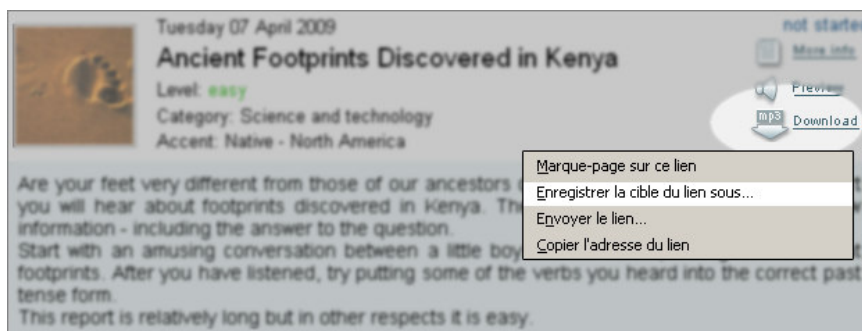 Tuesday 07 April 2009
not started
Ancient Footprints Discovered in Kenya
More info
Level: easy
Preview
Category: Science and technology
mp3 Download
Accent: Native - North America
Marque-page sur ce lien
Enregistrer la cible du lien sous...
Envoyer le lien...
Copier l'adresse du lien
Are your feet very different from those of our ancestors
you will hear about footprints discovered in Kenya.
information - including the answer to the question.
Start with an amusing conversation between a little boy
footprints. After you have listened, try putting some of the verbs you heard into the correct past
tense form.
This report is relatively long but in other respects it is easy.